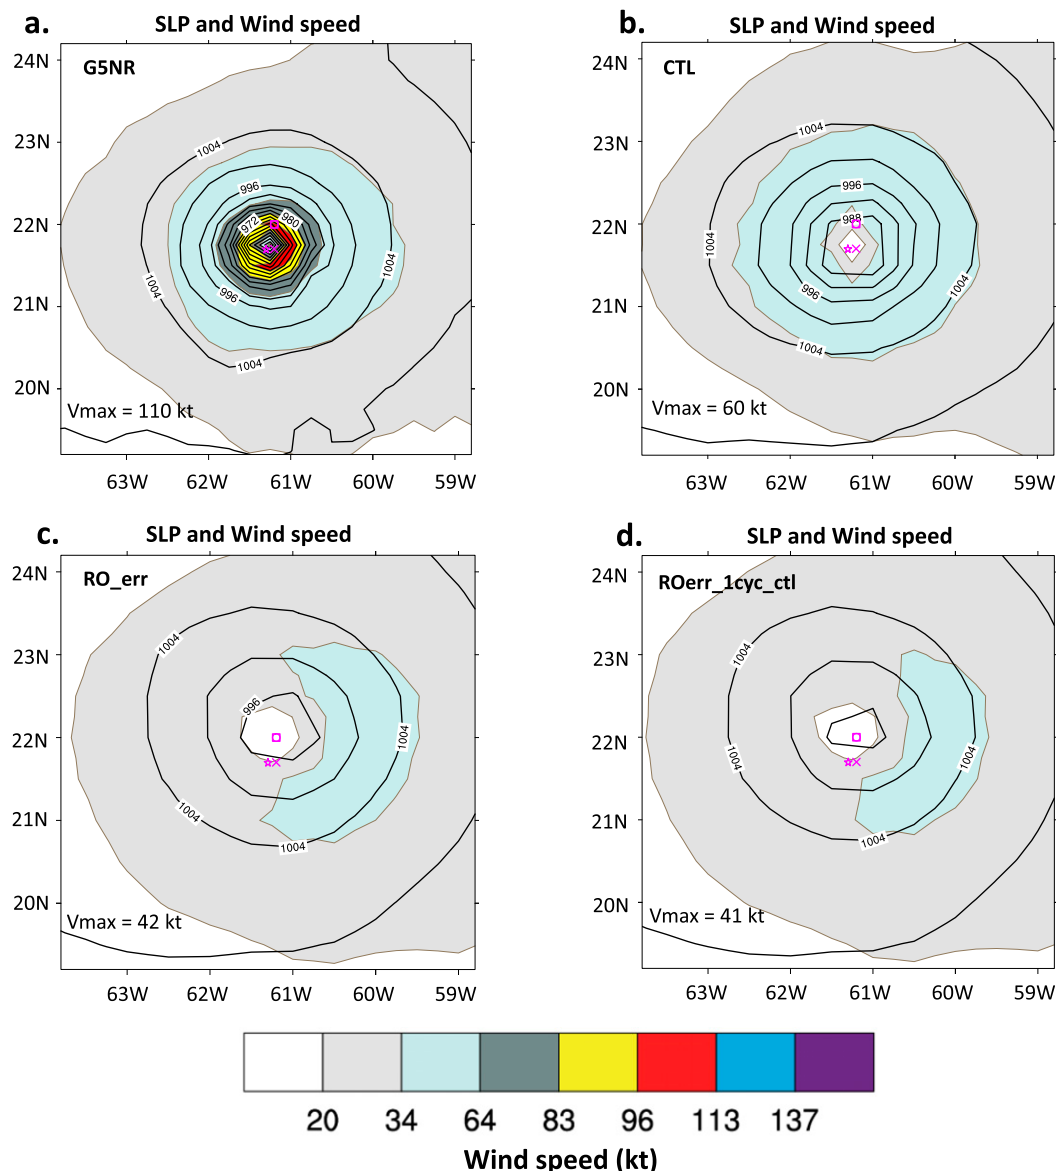 a.
SLP and Wind speed
G5NR
24N
23N
22N
21N
20N
1004
996
972
980
1004
1004
996
1004
Vmax = 110 kt
63W 62W 61W 60W 59W
b.
SLP and Wind speed
CTL
24N
23N
22N
21N
20N
1004
996
988
1004
996
1004
1004
Vmax = 60 kt
63W 62W 61W 60W 59W
c.
SLP and Wind speed
RO_err
24N
23N
22N
21N
20N
1004
996
1004
1004
1004
Vmax = 42 kt
63W 62W 61W 60W 59W
d.
SLP and Wind speed
ROerr_1cyc_ctl
24N
23N
22N
21N
20N
1004
1004
1004
1004
Vmax = 41 kt
63W 62W 61W 60W 59W
20 34 64 83 96 113 137
Wind speed (kt)